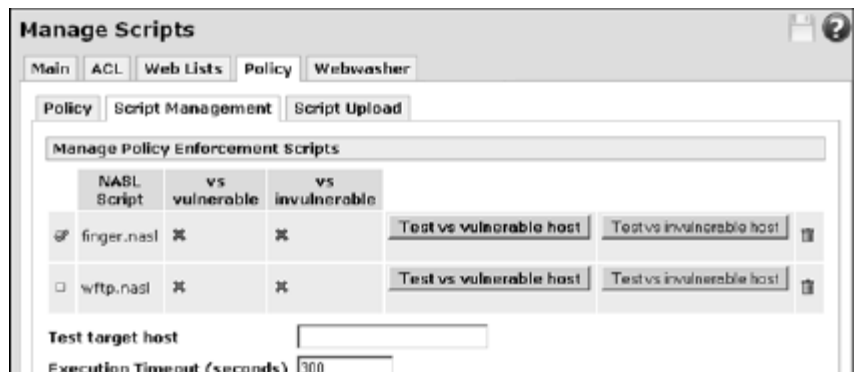 Manage Scripts
Main ACL Web Lists Policy Webwasher
Policy Script Management Script Upload
Manage Policy Enforcement Scripts
NASL Script vs vulnerable vs invulnerable
finger.nasl Test vs vulnerable host Test vs invulnerable host
wftp.nasl Test vs vulnerable host Test vs invulnerable host
Test target host
Execution Timeout (seconds) 300